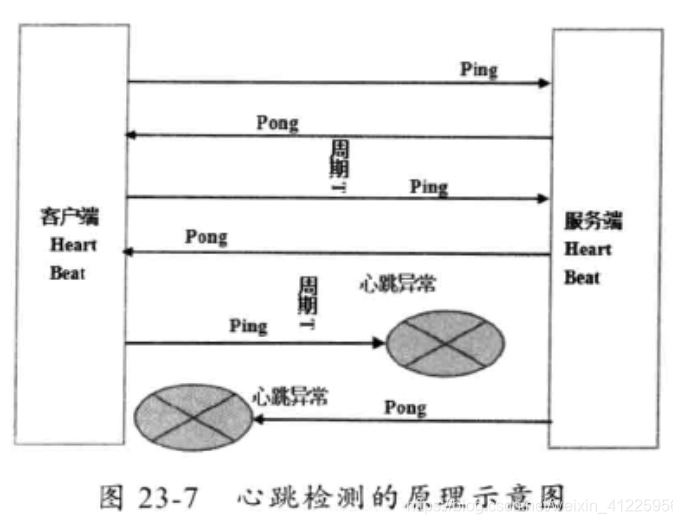 Ping
Pong
周期T
Ping
客户端
Heart
Beat
服务端
Heart
Beat
Pong
周期T
心跳异常
Ping
心跳异常
Pong
图 23-7 心跳检测的原理示意图
https://blog.csdn.net/weixin_41225950